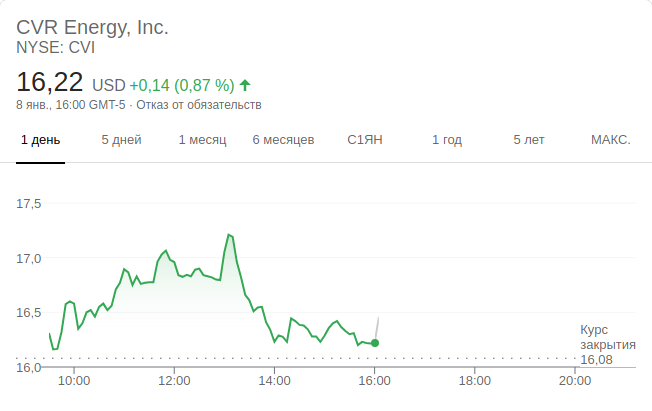 CVR Energy, Inc.
NYSE: CVI
16,22 USD +0,14 (0,87 %)
8 янв., 16:00 GMT-5 · Отказ от обязательств
1 день 5 дней 1 месяц 6 месяцев С1ЯН 1 год 5 лет МАКС.
17,5
17,0
16,5
Курс
закрытия
16,08
16,0
10:00 12:00 14:00 16:00 18:00 20:00